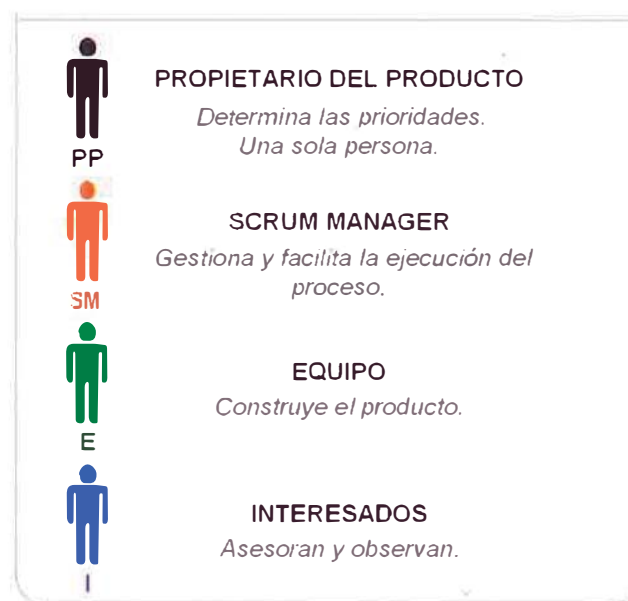 PROPIETARIO DEL PRODUCTO
Determina las prioridades.
Una sola persona.
PP
SCRUM MANAGER
Gestiona y facilita la ejecución del
proceso.
SM
EQUIPO
Construye el producto.
E
INTERESADOS
Asesoran y observan.
I